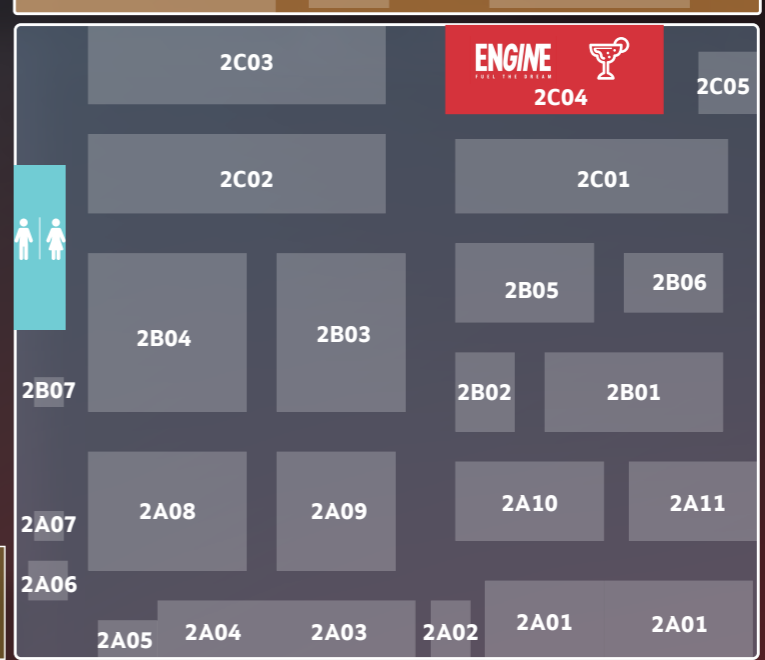 2C03
ENGINE
FUEL THE DREAM
2C04
2C05
2C02
2C01
2B04
2B03
2B05
2B06
2B07
2B02
2B01
2A08
2A09
2A10
2A11
2A07
2A06
2A05
2A04
2A03
2A02
2A01
2A01